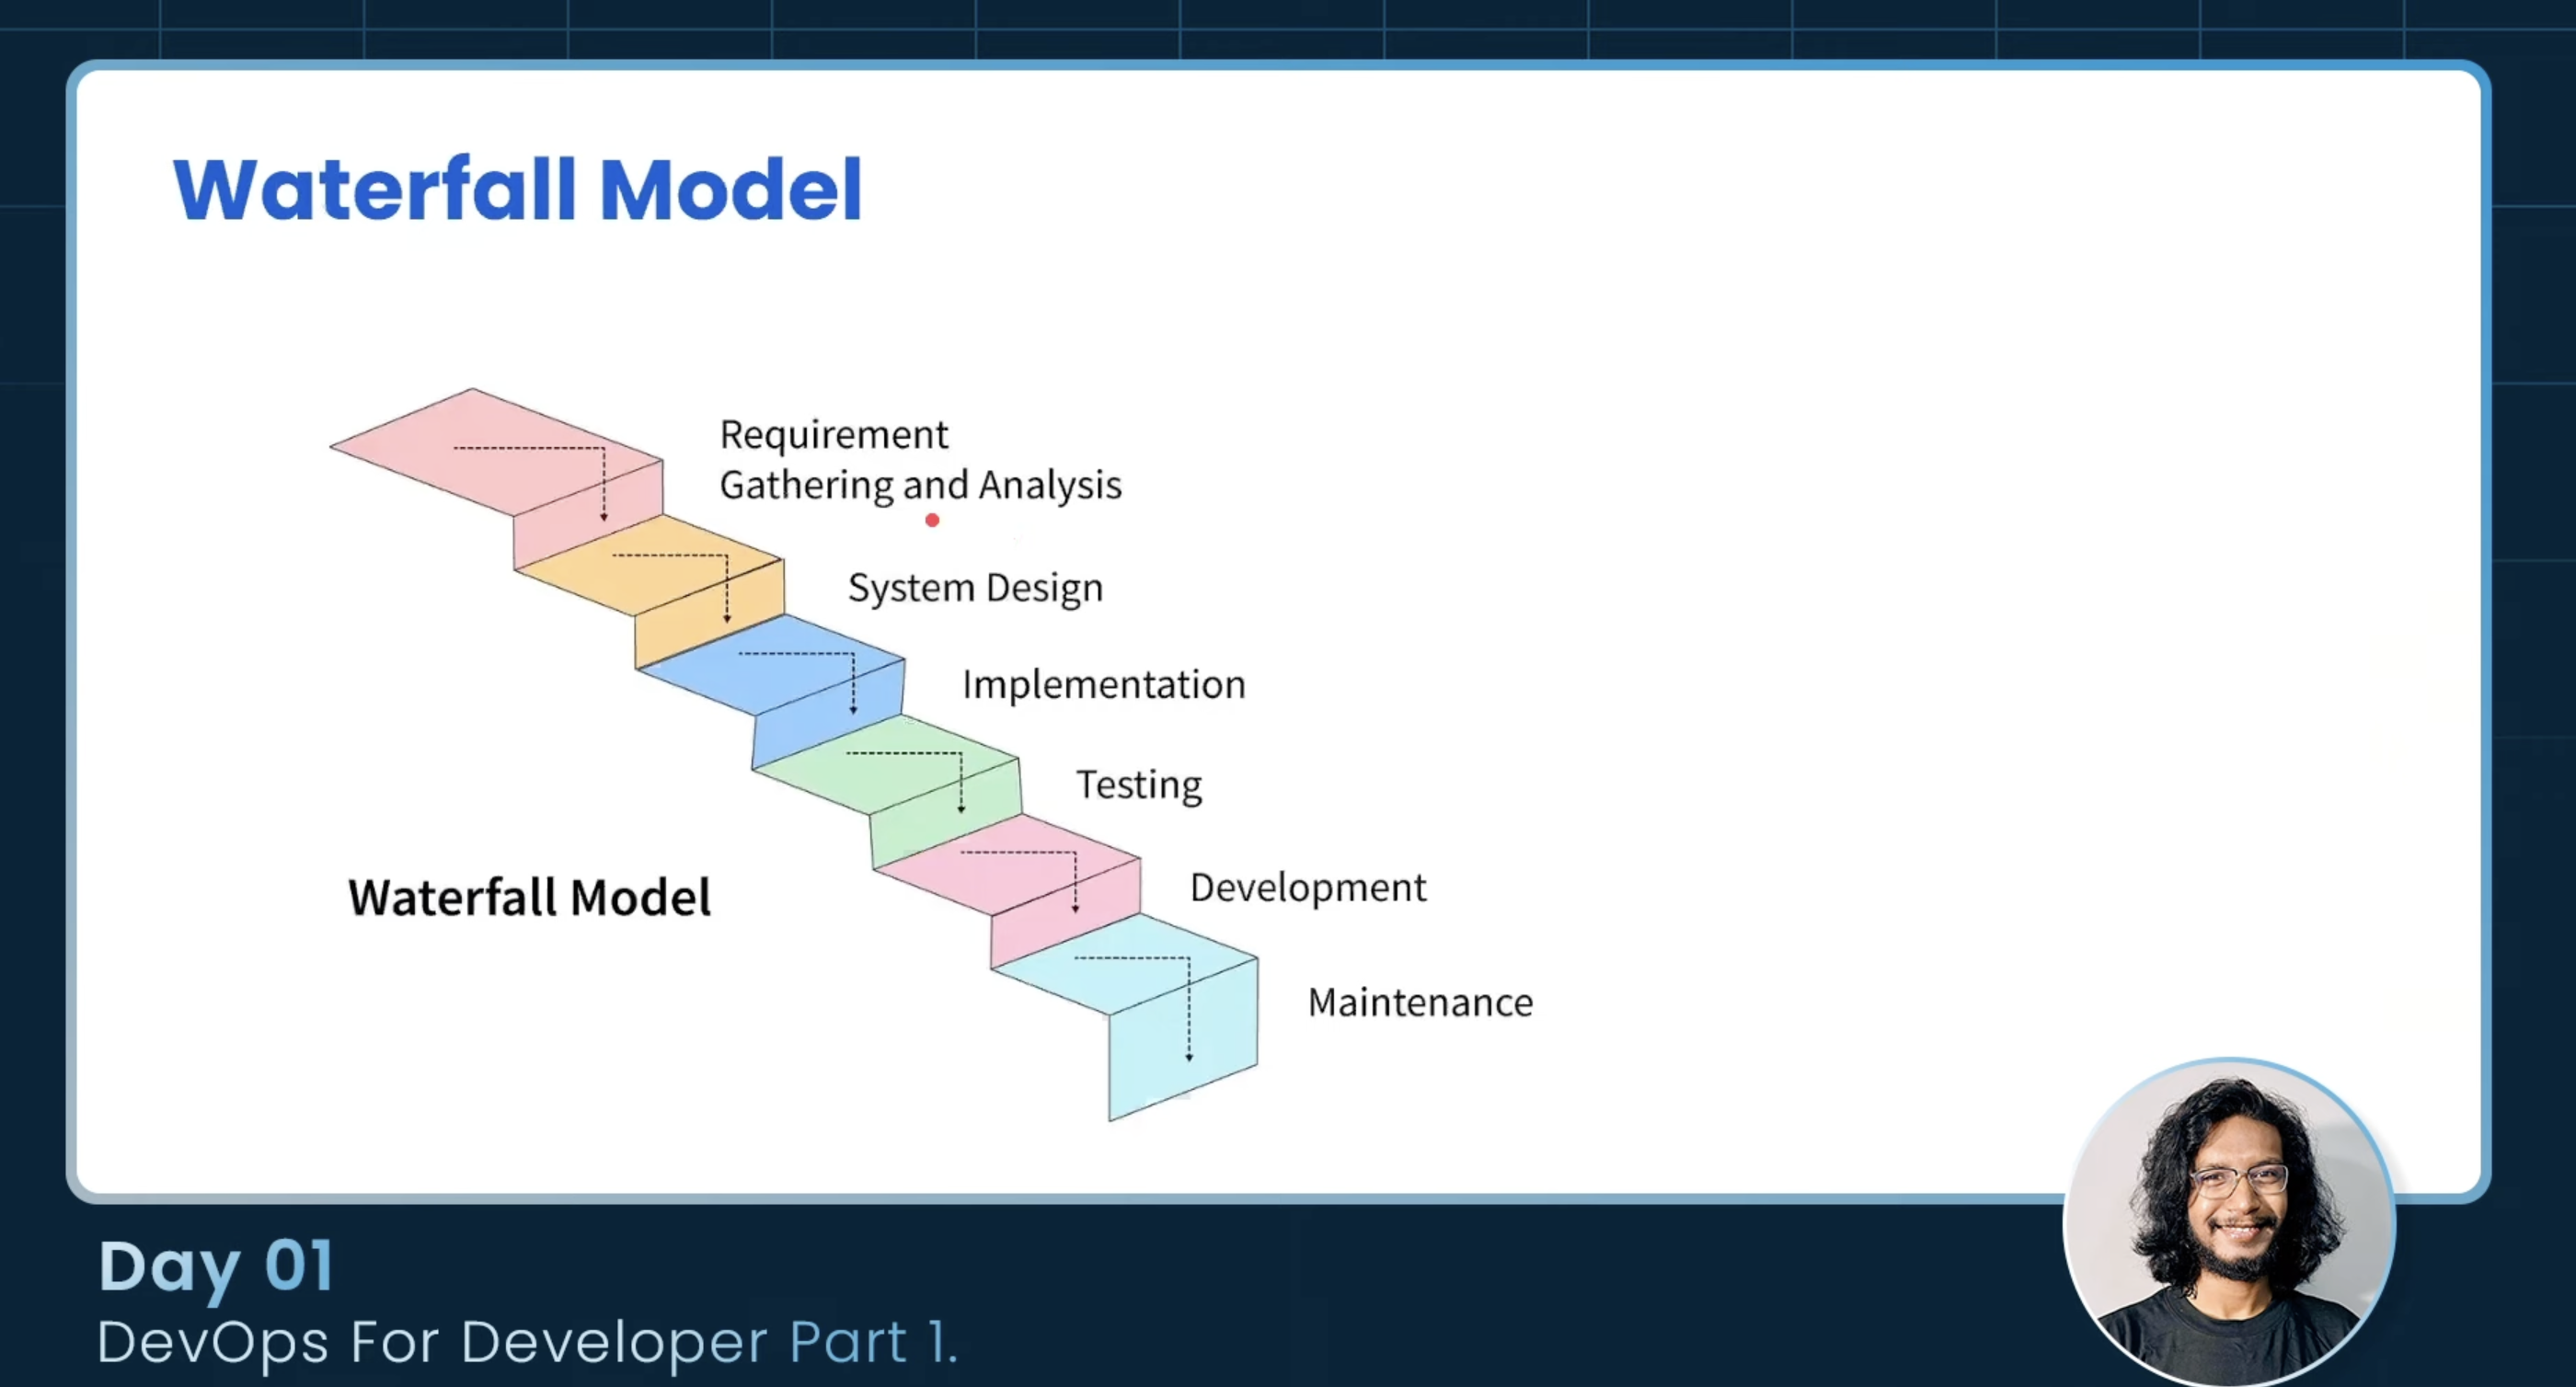 Waterfall Model
Requirement
Gathering and Analysis
System Design
Implementation
Testing
Development
Waterfall Model
Maintenance
Day 01
DevOps For Developer Part 1.